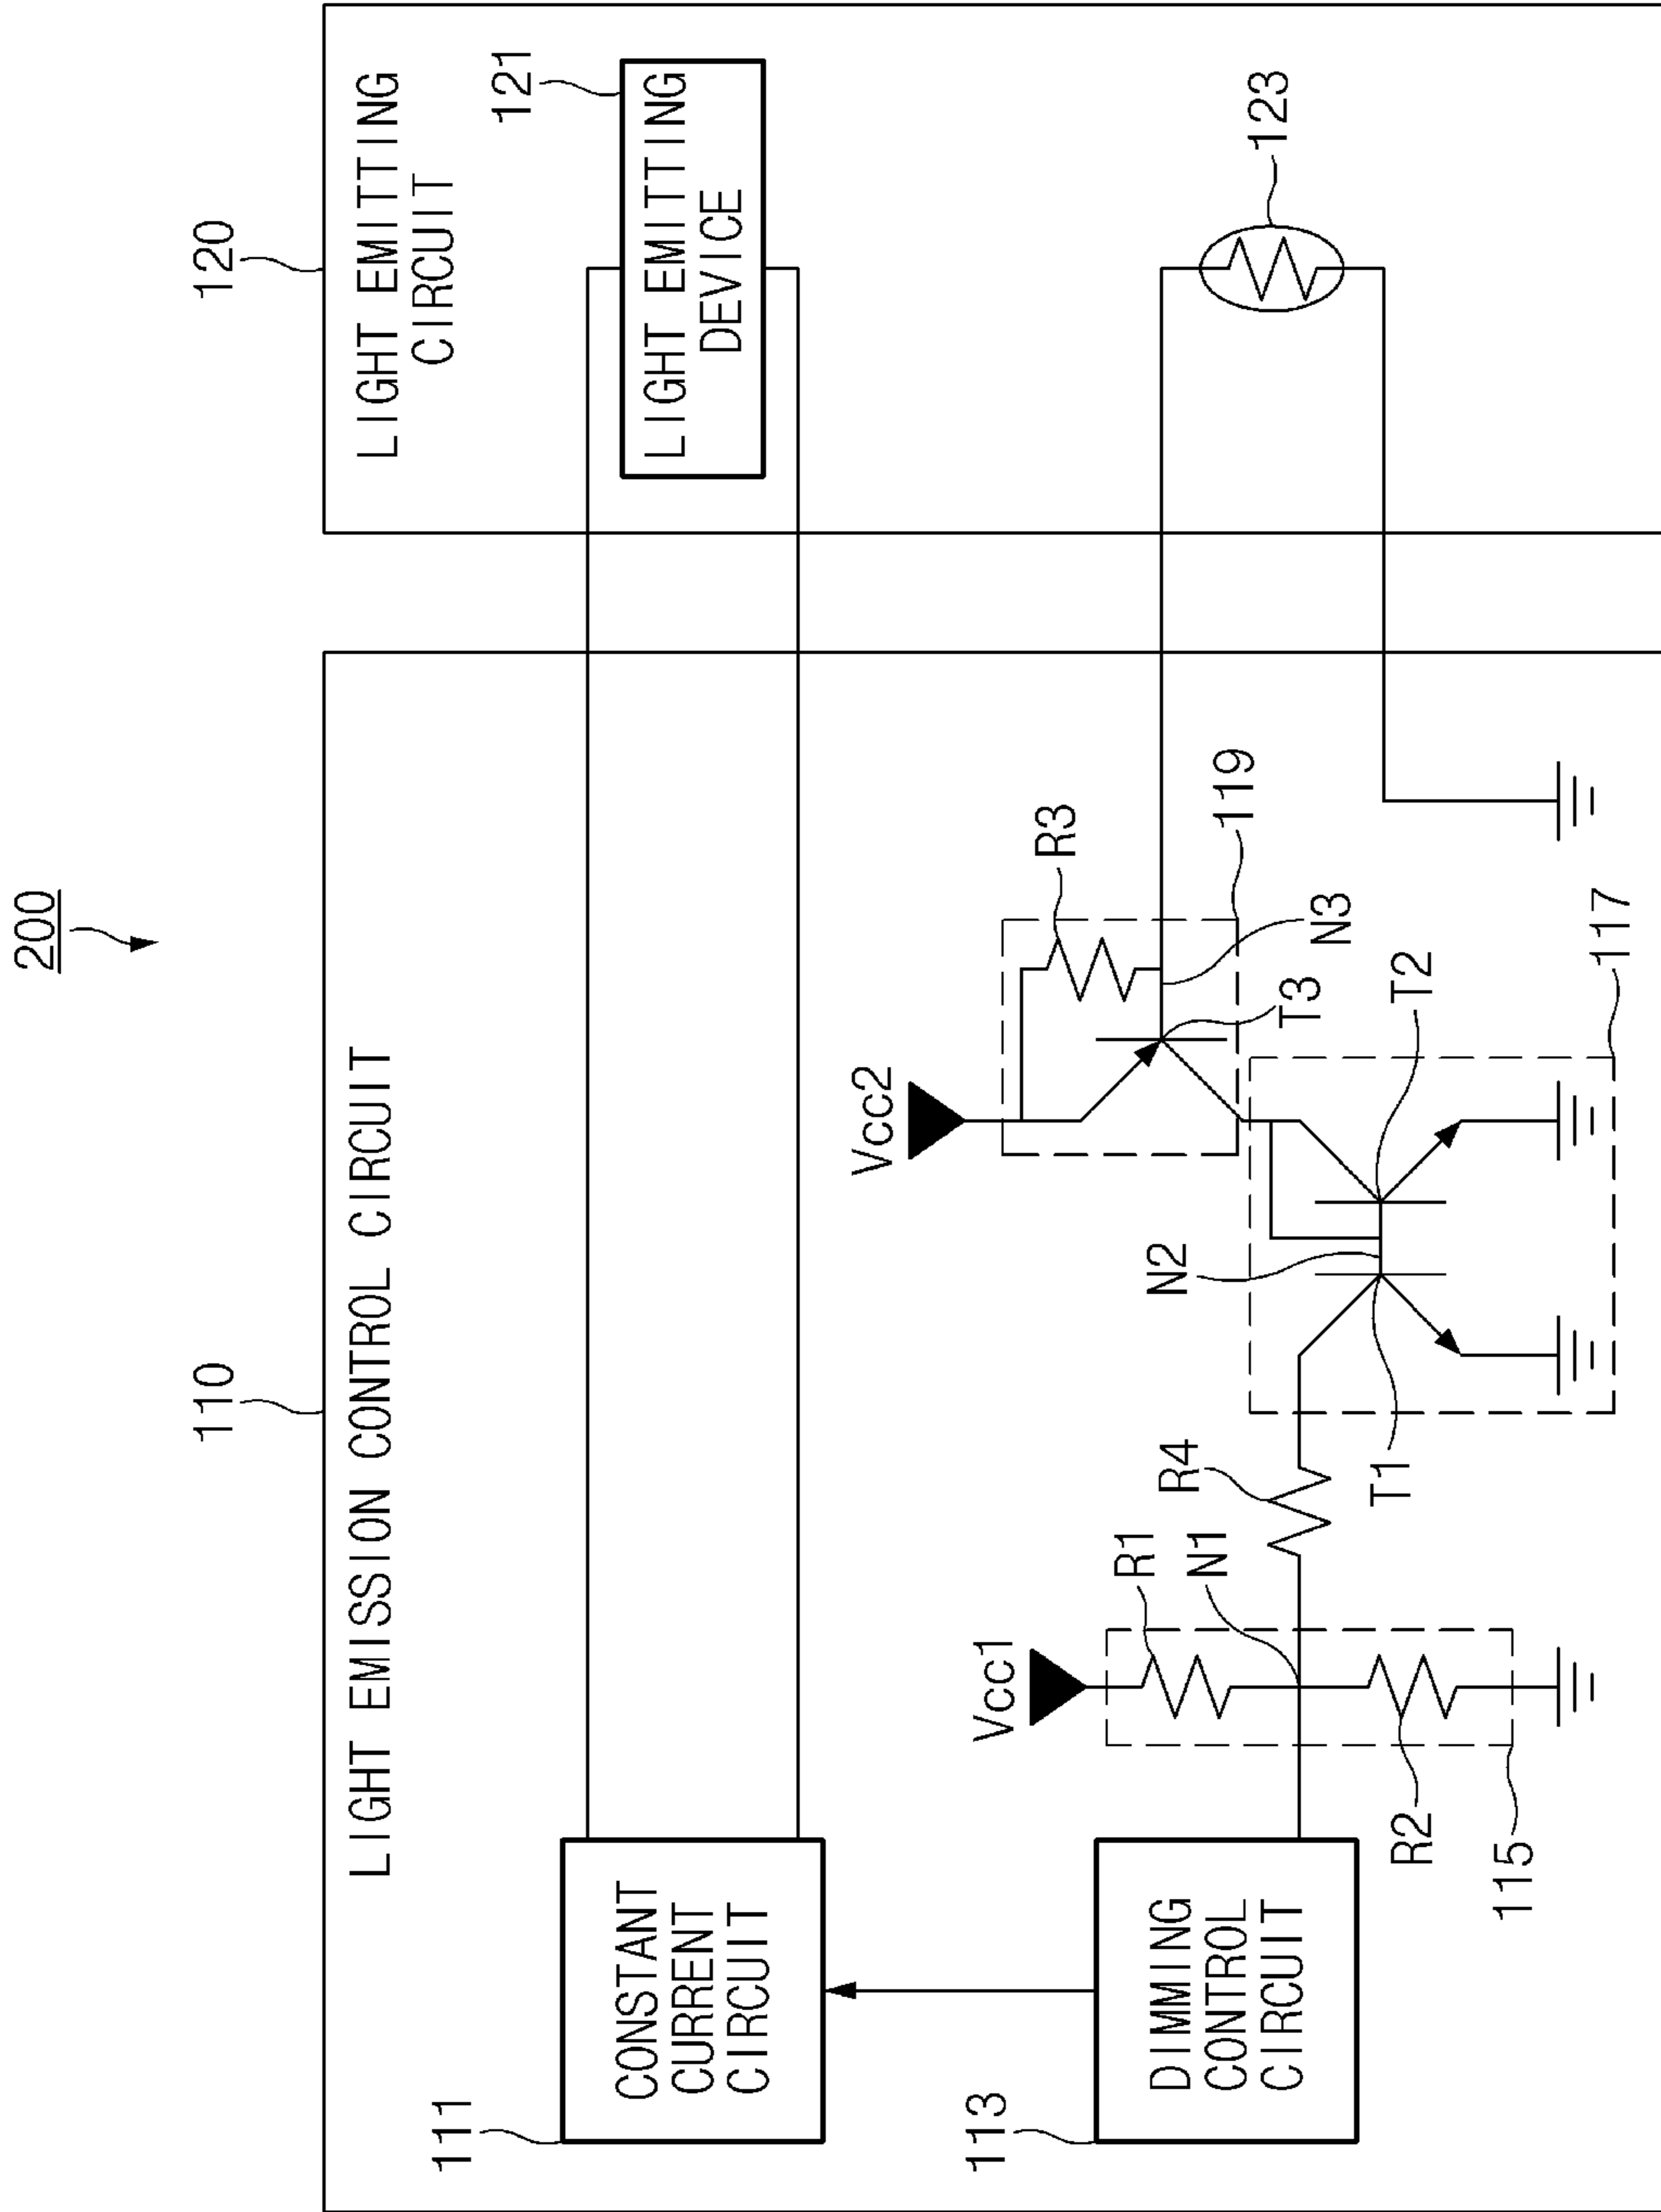 200
110
120
LIGHT EMISSION CONTROL CIRCUIT
LIGHT EMITTING
CIRCUIT
111
CONSTANT
CURRENT
CIRCUIT
121
LIGHT EMITTING
DEVICE
Vcc2
R3
119
Vcc1
R1
N1
R4
N2
T3
N3
123
113
DIMMING
CONTROL
CIRCUIT
R2
115
T1
T2
117